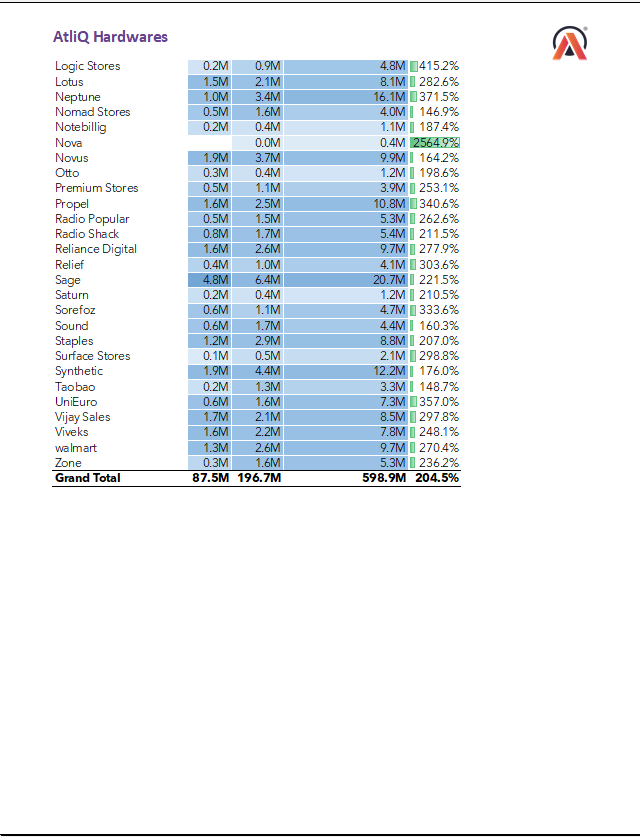 AtliQ Hardwares
Logic Stores 0.2M 0.9M 4.8M 415.2%
Lotus 1.5M 2.1M 8.1M 282.6%
Neptune 1.0M 3.4M 16.1M 371.5%
Nomad Stores 0.5M 1.6M 4.0M 146.9%
Notebillig 0.2M 0.4M 1.1M 187.4%
Nova 0.0M 0.4M 2564.9%
Novus 1.9M 3.7M 9.9M 164.2%
Otto 0.3M 0.4M 1.2M 198.6%
Premium Stores 0.5M 1.1M 3.9M 253.1%
Propel 1.6M 2.5M 10.8M 340.6%
Radio Popular 0.5M 1.5M 5.3M 262.6%
Radio Shack 0.8M 1.7M 5.4M 211.5%
Reliance Digital 1.6M 2.6M 9.7M 277.9%
Relief 0.4M 1.0M 4.1M 303.6%
Sage 4.8M 6.4M 20.7M 221.5%
Saturn 0.2M 0.4M 1.2M 210.5%
Sorefoz 0.6M 1.1M 4.7M 333.6%
Sound 0.6M 1.7M 4.4M 160.3%
Staples 1.2M 2.9M 8.8M 207.0%
Surface Stores 0.1M 0.5M 2.1M 298.8%
Synthetic 1.9M 4.4M 12.2M 176.0%
Taobao 0.2M 1.3M 3.3M 148.7%
UniEuro 0.6M 1.6M 7.3M 357.0%
Vijay Sales 1.7M 2.1M 8.5M 297.8%
Viveks 1.6M 2.2M 7.8M 248.1%
walmart 1.3M 2.6M 9.7M 270.4%
Zone 0.3M 1.6M 5.3M 236.2%
Grand Total 87.5M 196.7M 598.9M 204.5%